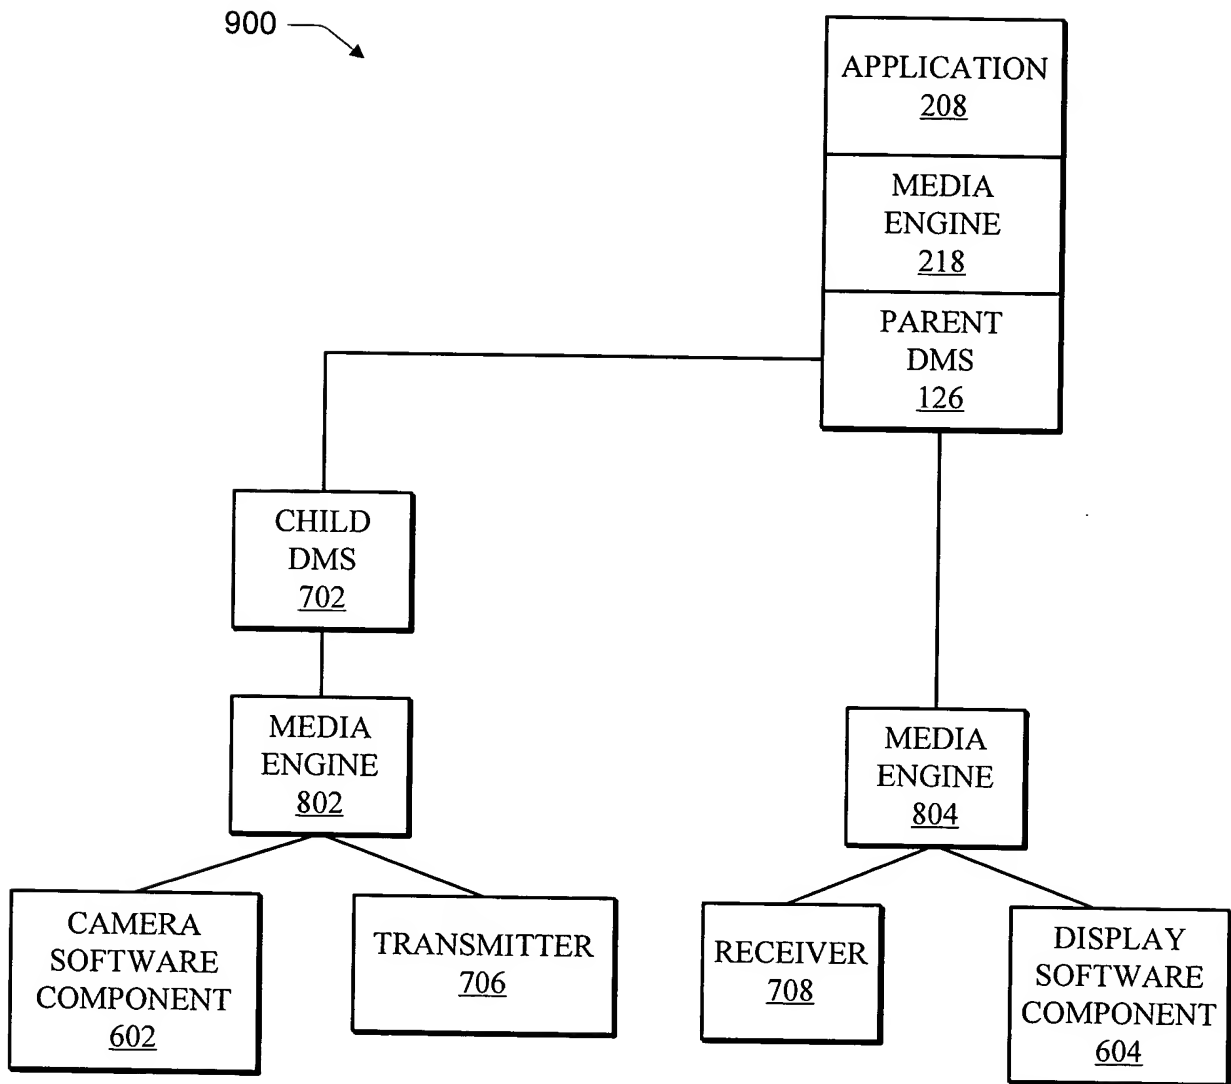 900
APPLICATION
208
MEDIA
ENGINE
218
PARENT
DMS
126
CHILD
DMS
702
MEDIA
ENGINE
802
MEDIA
ENGINE
804
CAMERA
SOFTWARE
COMPONENT
602
TRANSMITTER
706
RECEIVER
708
DISPLAY
SOFTWARE
COMPONENT
604